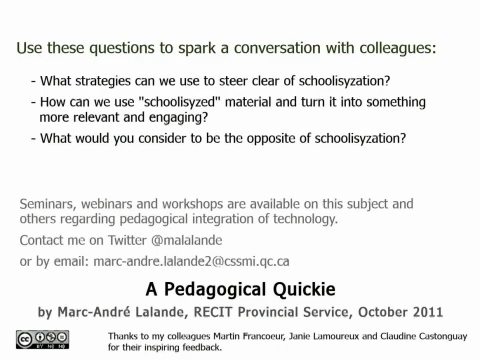 Use these questions to spark a conversation with colleagues:
- What strategies can we use to steer clear of schoolisyzation?
- How can we use "schoolisyzed" material and turn it into something
more relevant and engaging?
- What would you consider to be the opposite of schoolisyzation?
Seminars, webinars and workshops are available on this subject and
others regarding pedagogical integration of technology.
Contact me on Twitter @malalande
or by email: marc-andre.lalande2@cssmi.qc.ca
A Pedagogical Quickie
by Marc-André Lalande, RECIT Provincial Service, October 2011
Thanks to my colleagues Martin Francoeur, Janie Lamoureux and Claudine Castonguay
for their inspiring feedback.